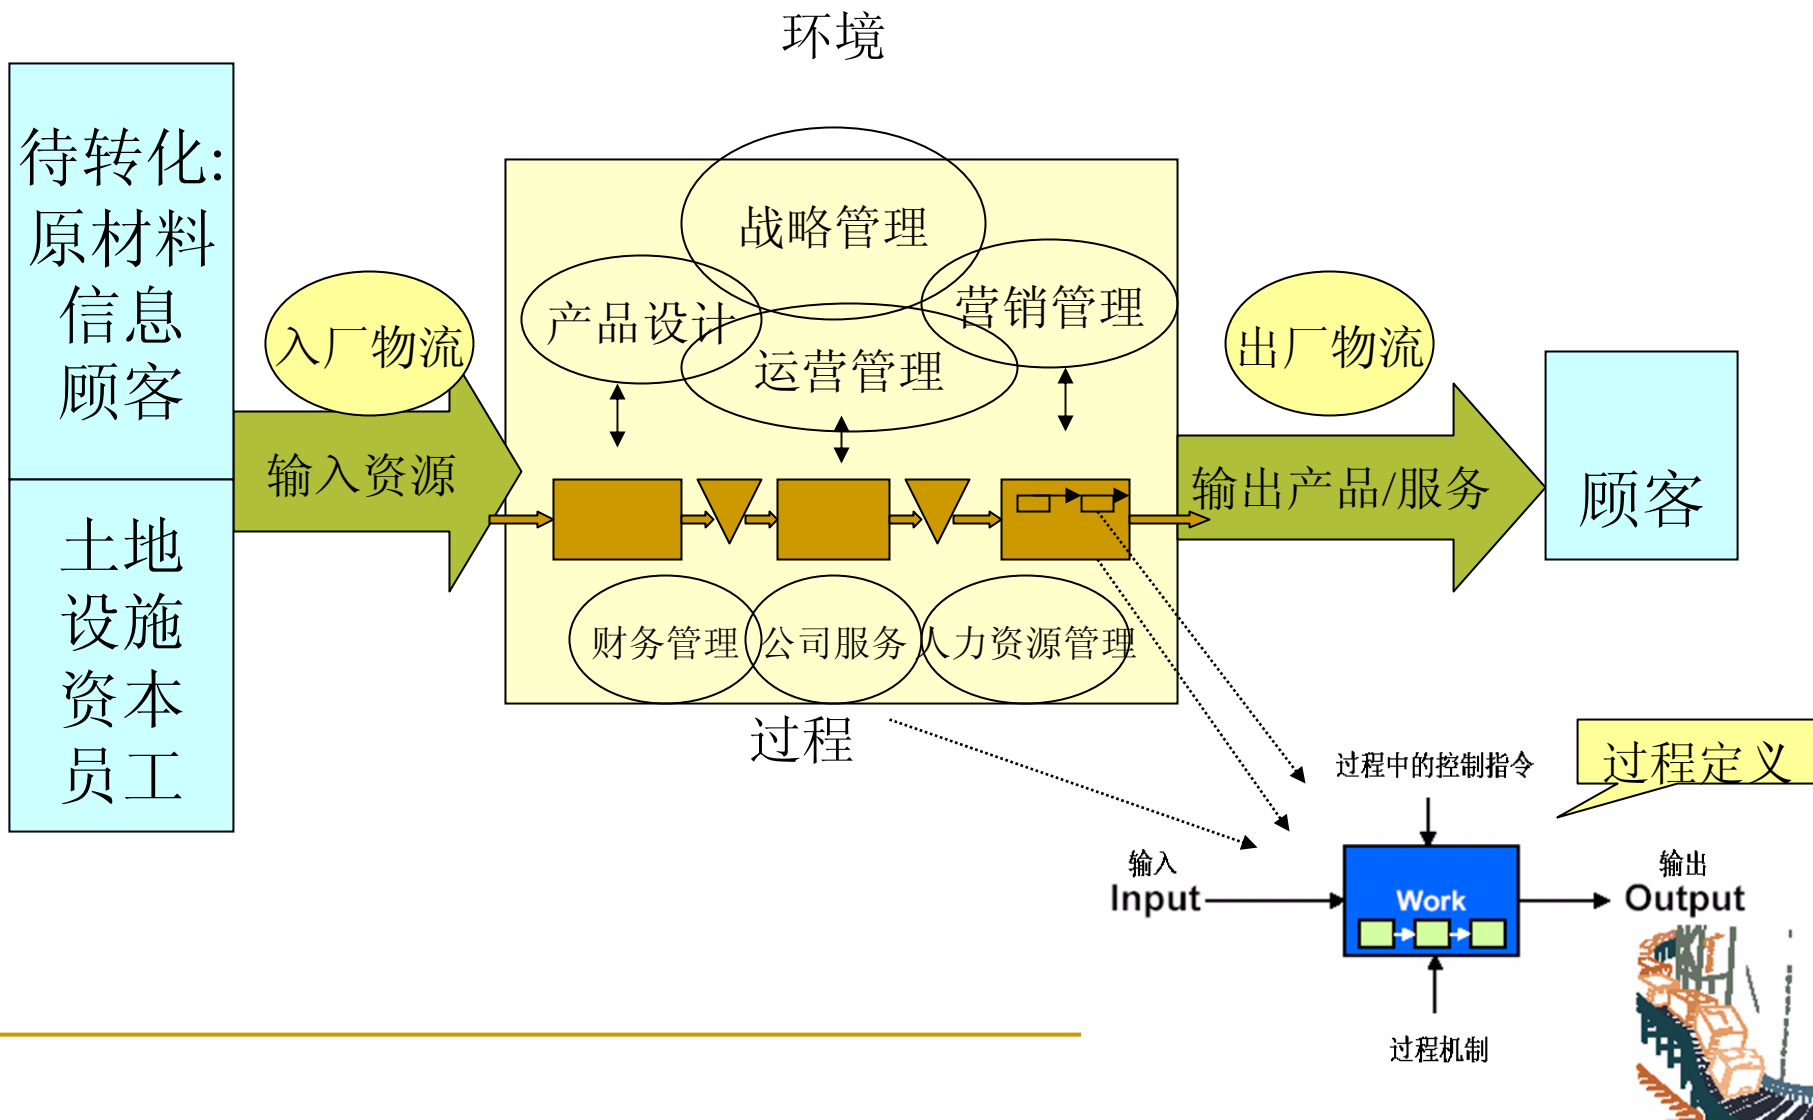 环境
待转化:
原材料
信息
顾客
土地
设施
资本
员工
入厂物流
输入资源
战略管理
产品设计
营销管理
运营管理
财务管理
公司服务
人力资源管理
过程
出厂物流
输出产品/服务
顾客
过程定义
过程中的控制指令
输入
Input
Work
输出
Output
过程机制